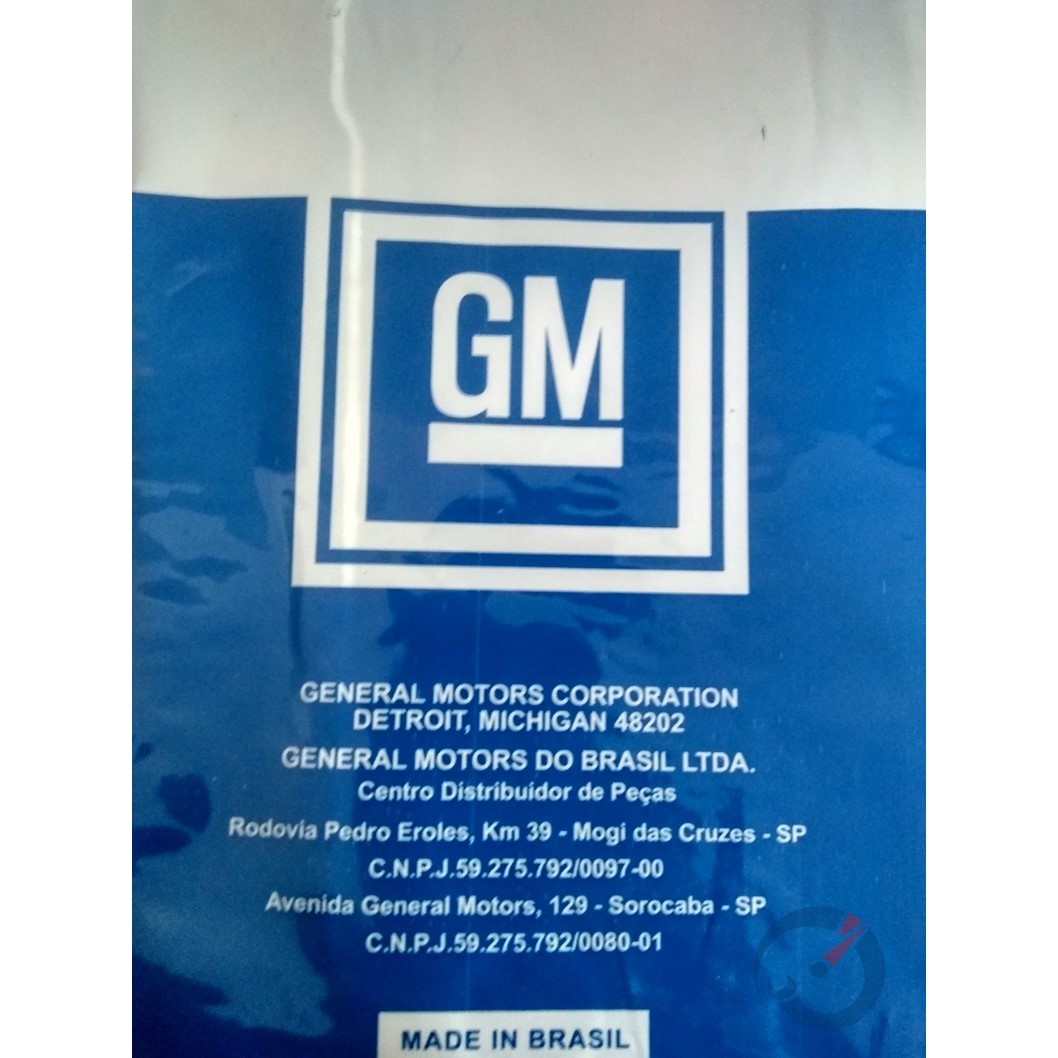 GM
GENERAL MOTORS CORPORATION
DETROIT, MICHIGAN 48202
GENERAL MOTORS DO BRASIL LTDA.
Centro Distribuidor de Peças
Rodovia Pedro Eroles, Km 39 - Mogi das Cruzes - SP
C.N.P.J.59.275.792/0097-00
Avenida General Motors, 129 - Sorocaba - SP
C.N.P.J.59.275.792/0080-01
MADE IN BRASIL